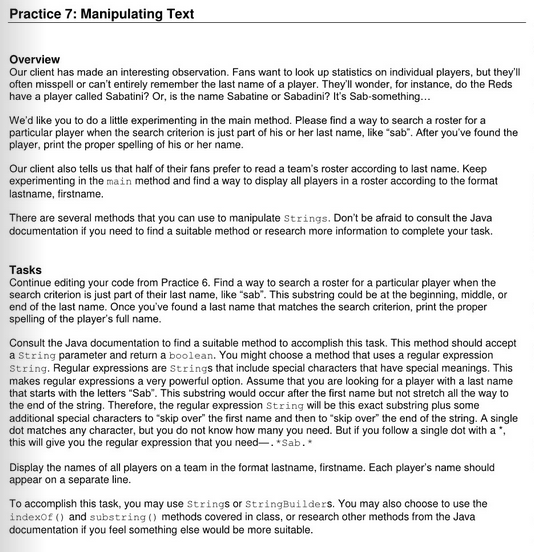 Practice 7: Manipulating Text
Overview
Our client has made an interesting observation. Fans want to look up statistics on individual players, but they'll
often misspell or can't entirely remember the last name of a player. They'll wonder, for instance, do the Reds
have a player called Sabatini? Or, is the name Sabatine or Sabadini? It's Sab-something…
We'd like you to do a little experimenting in the main method. Please find a way to search a roster for a
particular player when the search criterion is just part of his or her last name, like "sab". After you've found the
player, print the proper spelling of his or her name.
Our client also tells us that half of their fans prefer to read a team's roster according to last name. Keep
experimenting in the main method and find a way to display all players in a roster according to the format
lastname, firstname.
There are several methods that you can use to manipulate Strings. Don't be afraid to consult the Java
documentation if you need to find a suitable method or research more information to complete your task.
Tasks
Continue editing your code from Practice 6. Find a way to search a roster for a particular player when the
search criterion is just part of their last name, like "sab". This substring could be at the beginning, middle, or
end of the last name. Once you've found a last name that matches the search criterion, print the proper
spelling of the player's full name.
Consult the Java documentation to find a suitable method to accomplish this task. This method should accept
a String parameter and return a boolean. You might choose a method that uses a regular expression
String. Regular expressions are Strings that include special characters that have special meanings. This
makes regular expressions a very powerful option. Assume that you are looking for a player with a last name
that starts with the letters "Sab". This substring would occur after the first name but not stretch all the way to
the end of the string. Therefore, the regular expression String will be this exact substring plus some
additional special characters to "skip over" the first name and then to "skip over" the end of the string. A single
dot matches any character, but you do not know how many you need. But if you follow a single dot with a *,
this will give you the regular expression that you need—.*Sab.*
Display the names of all players on a team in the format lastname, firstname. Each player's name should
appear on a separate line.
To accomplish this task, you may use Strings or StringBuilders. You may also choose to use the
indexOf() and substring() methods covered in class, or research other methods from the Java
documentation if you feel something else would be more suitable.